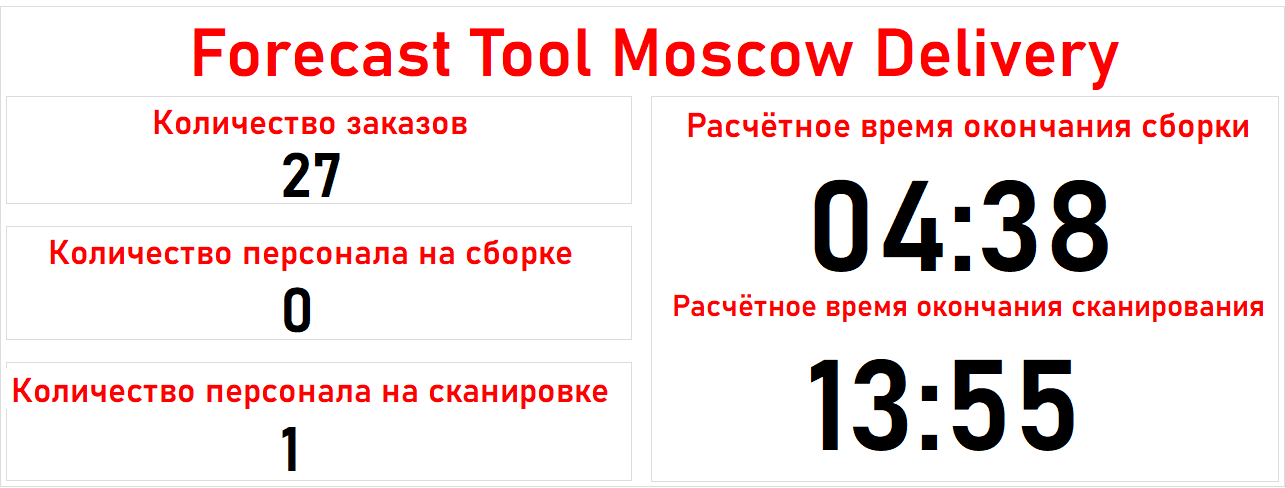 Forecast Tool Moscow Delivery
Количество заказов
27
Количество персонала на сборке
0
Количество персонала на сканировке
1
Расчётное время окончания сборки
04:38
Расчётное время окончания сканирования
13:55